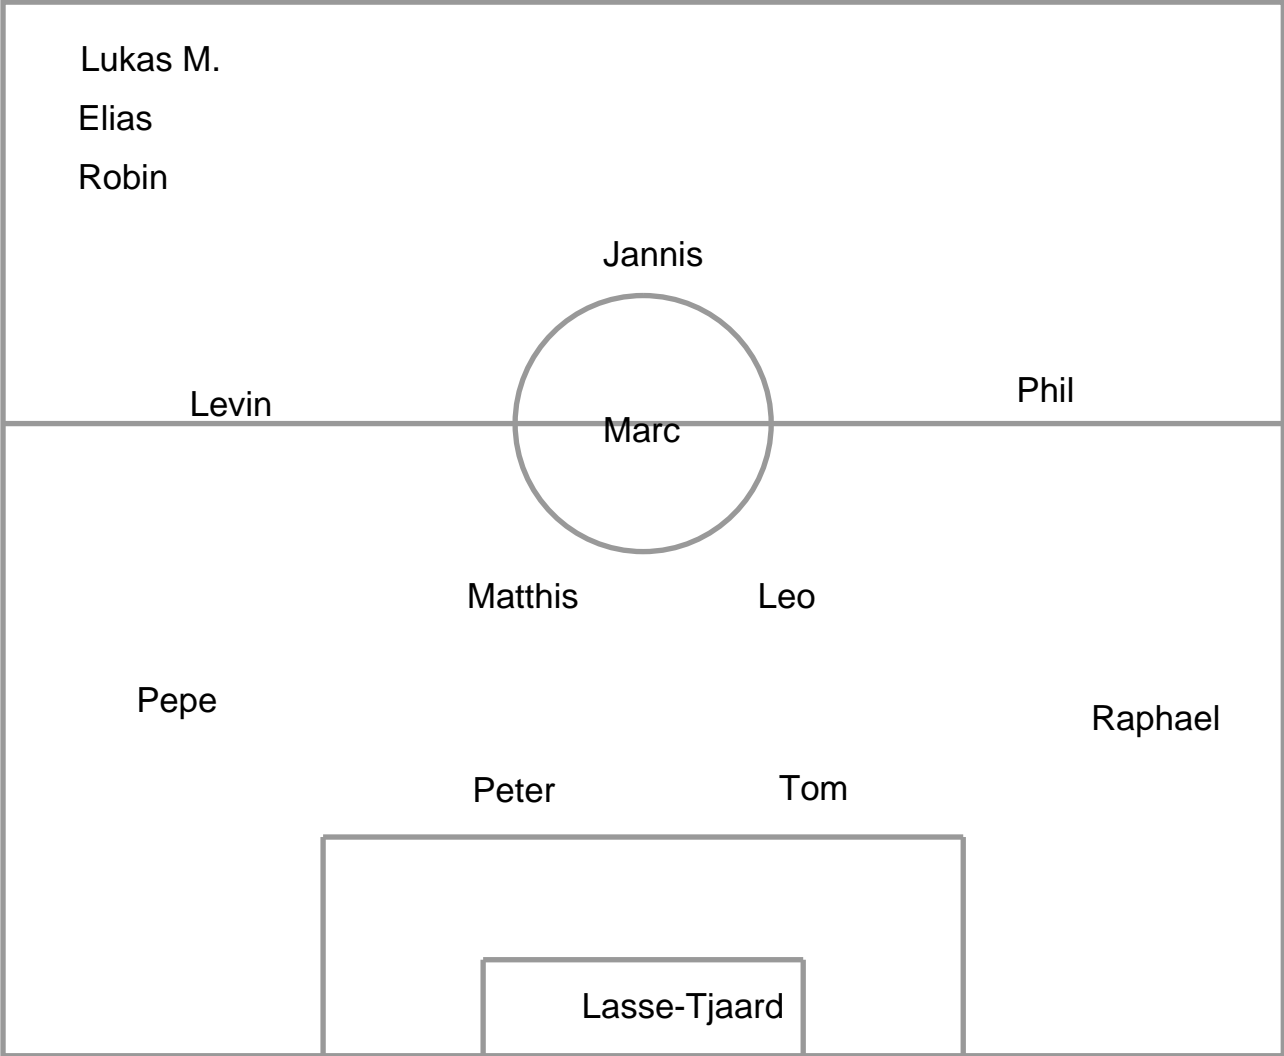 Lukas M.
Elias
Robin
Jannis
Levin
Phil
Marc
Matthis
Leo
Pepe
Raphael
Peter
Tom
Lasse-Tjaard